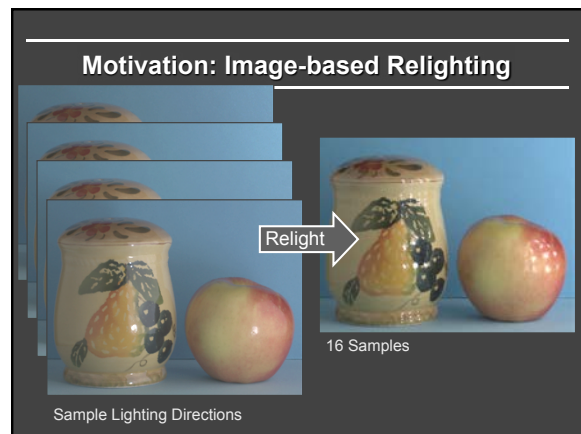 Motivation: Image-based Relighting
Relight
16 Samples
Sample Lighting Directions